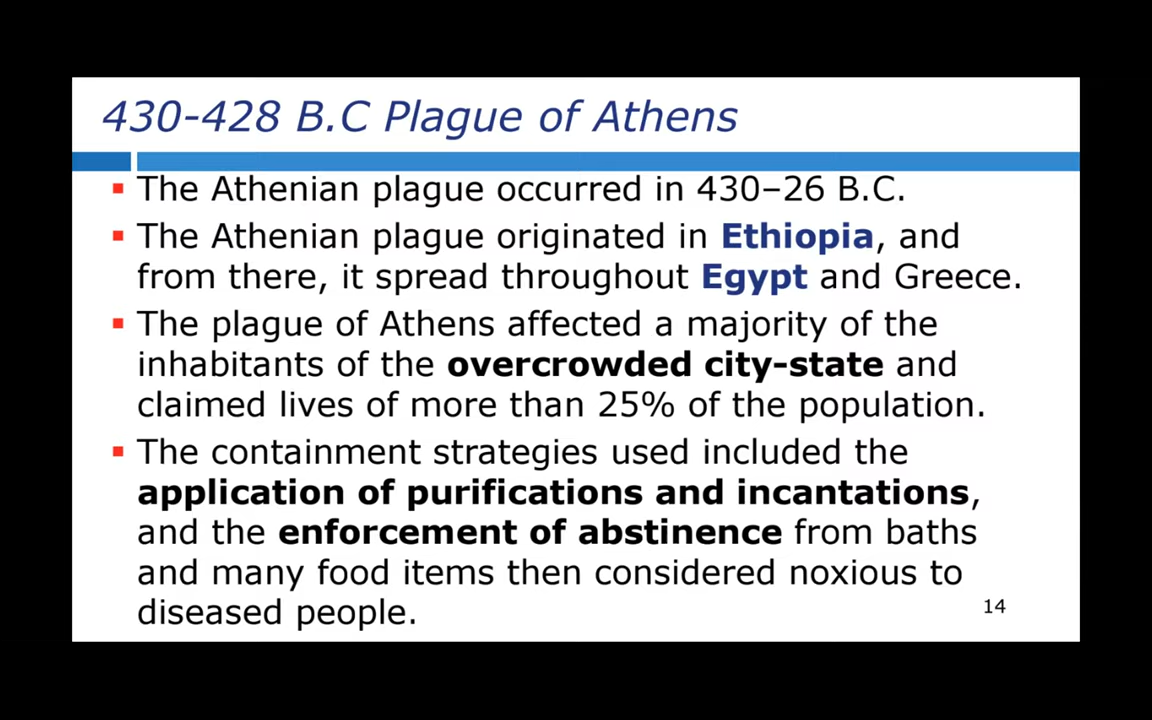 430-428 B.C Plague of Athens
▪ The Athenian plague occurred in 430–26 B.C.
▪ The Athenian plague originated in Ethiopia, and
from there, it spread throughout Egypt and Greece.
▪ The plague of Athens affected a majority of the
inhabitants of the overcrowded city-state and
claimed lives of more than 25% of the population.
▪ The containment strategies used included the
application of purifications and incantations,
and the enforcement of abstinence from baths
and many food items then considered noxious to
diseased people.
14